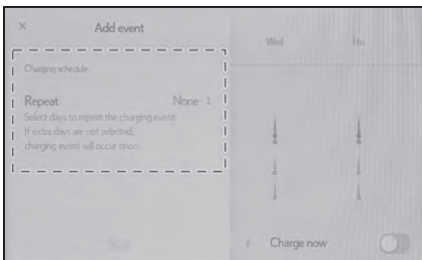 × Add event
Wed Thu
Charging schedule
Repeat None
Select days to repeat the charging event.
If extra days are not selected,
charging event will occur once.
Charge now